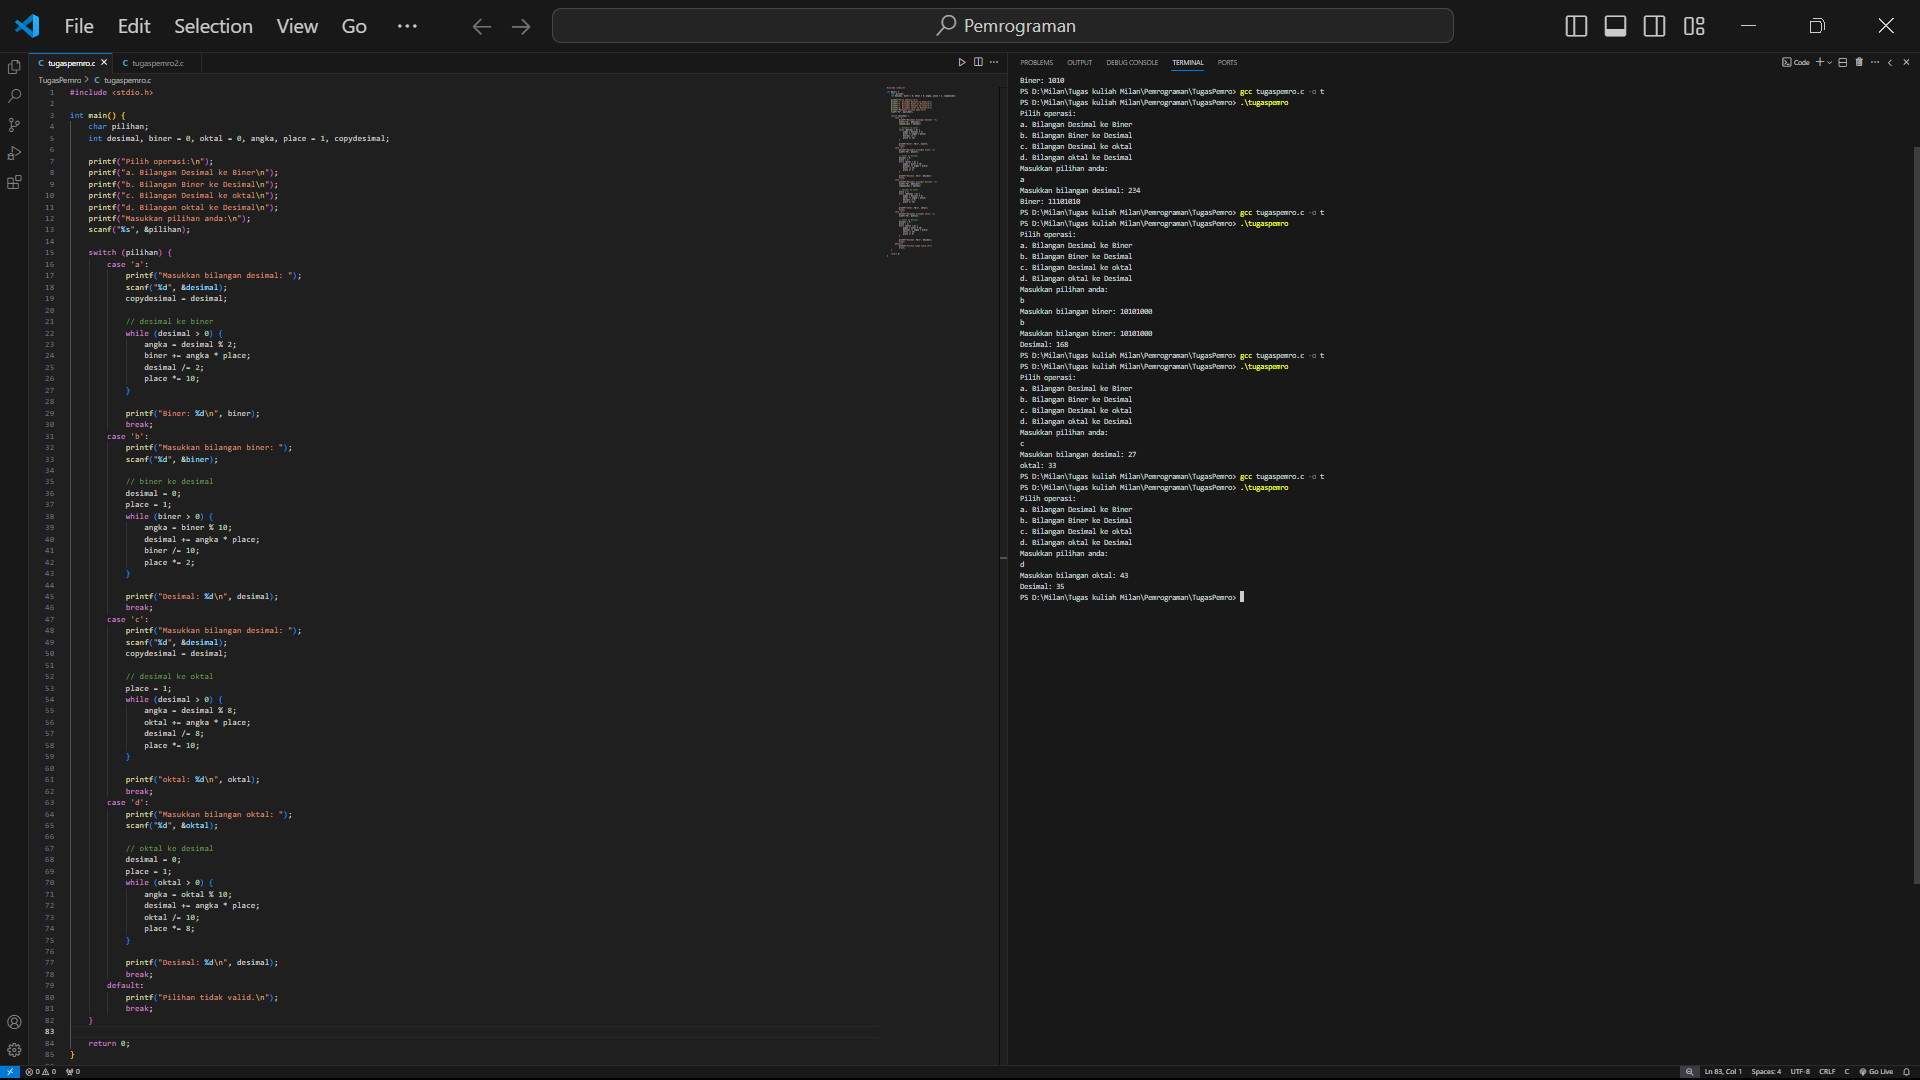 File Edit Selection View Go ··· Pemrograman
C tugaspemro.c C tugaspemro2.c
TugasPemro > C tugaspemro.c
1 #include <stdio.h>
2
3 int main() {
4 char pilihan;
5 int desimal, biner = 0, oktal = 0, angka, place = 1, copydesimal;
6
7 printf("Pilih operasi:\n");
8 printf("a. Bilangan Desimal ke Biner\n");
9 printf("b. Bilangan Biner ke Desimal\n");
10 printf("c. Bilangan Desimal ke oktal\n");
11 printf("d. Bilangan oktal ke Desimal\n");
12 printf("Masukkan pilihan anda:\n");
13 scanf("%s", &pilihan);
14
15 switch (pilihan) {
16 case 'a':
17 printf("Masukkan bilangan desimal: ");
18 scanf("%d", &desimal);
19 copydesimal = desimal;
20
21 // desimal ke biner
22 while (desimal > 0) {
23 angka = desimal % 2;
24 biner += angka * place;
25 desimal /= 2;
26 place *= 10;
27 }
28
29 printf("Biner: %d\n", biner);
30 break;
31 case 'b':
32 printf("Masukkan bilangan biner: ");
33 scanf("%d", &biner);
34
35 // biner ke desimal
36 desimal = 0;
37 place = 1;
38 while (biner > 0) {
39 angka = biner % 10;
40 desimal += angka * place;
41 biner /= 10;
42 place *= 2;
43 }
44
45 printf("Desimal: %d\n", desimal);
46 break;
47 case 'c':
48 printf("Masukkan bilangan desimal: ");
49 scanf("%d", &desimal);
50 copydesimal = desimal;
51
52 // desimal ke oktal
53 place = 1;
54 while (desimal > 0) {
55 angka = desimal % 8;
56 oktal += angka * place;
57 desimal /= 8;
58 place *= 10;
59 }
60
61 printf("oktal: %d\n", oktal);
62 break;
63 case 'd':
64 printf("Masukkan bilangan oktal: ");
65 scanf("%d", &oktal);
66
67 // oktal ke desimal
68 desimal = 0;
69 place = 1;
70 while (oktal > 0) {
71 angka = oktal % 10;
72 desimal += angka * place;
73 oktal /= 10;
74 place *= 8;
75 }
76
77 printf("Desimal: %d\n", desimal);
78 break;
79 default:
80 printf("Pilihan tidak valid.\n");
81 break;
82 }
83
84 return 0;
85 }
PROBLEMS OUTPUT DEBUG CONSOLE TERMINAL PORTS Code
Biner: 1010
PS D:\Milan\Tugas kuliah Milan\Pemrograman\TugasPemro> gcc tugaspemro.c -o t
PS D:\Milan\Tugas kuliah Milan\Pemrograman\TugasPemro> .\tugaspemro
Pilih operasi:
a. Bilangan Desimal ke Biner
b. Bilangan Biner ke Desimal
c. Bilangan Desimal ke oktal
d. Bilangan oktal ke Desimal
Masukkan pilihan anda:
a
Masukkan bilangan desimal: 234
Biner: 11101010
PS D:\Milan\Tugas kuliah Milan\Pemrograman\TugasPemro> gcc tugaspemro.c -o t
PS D:\Milan\Tugas kuliah Milan\Pemrograman\TugasPemro> .\tugaspemro
Pilih operasi:
a. Bilangan Desimal ke Biner
b. Bilangan Biner ke Desimal
c. Bilangan Desimal ke oktal
d. Bilangan oktal ke Desimal
Masukkan pilihan anda:
b
Masukkan bilangan biner: 10101000
b
Masukkan bilangan biner: 10101000
Desimal: 168
PS D:\Milan\Tugas kuliah Milan\Pemrograman\TugasPemro> gcc tugaspemro.c -o t
PS D:\Milan\Tugas kuliah Milan\Pemrograman\TugasPemro> .\tugaspemro
Pilih operasi:
a. Bilangan Desimal ke Biner
b. Bilangan Biner ke Desimal
c. Bilangan Desimal ke oktal
d. Bilangan oktal ke Desimal
Masukkan pilihan anda:
c
Masukkan bilangan desimal: 27
oktal: 33
PS D:\Milan\Tugas kuliah Milan\Pemrograman\TugasPemro> gcc tugaspemro.c -o t
PS D:\Milan\Tugas kuliah Milan\Pemrograman\TugasPemro> .\tugaspemro
Pilih operasi:
a. Bilangan Desimal ke Biner
b. Bilangan Biner ke Desimal
c. Bilangan Desimal ke oktal
d. Bilangan oktal ke Desimal
Masukkan pilihan anda:
d
Masukkan bilangan oktal: 43
Desimal: 35
PS D:\Milan\Tugas kuliah Milan\Pemrograman\TugasPemro>
0 0 0 Ln 83, Col 1 Spaces: 4 UTF-8 CRLF C Go Live